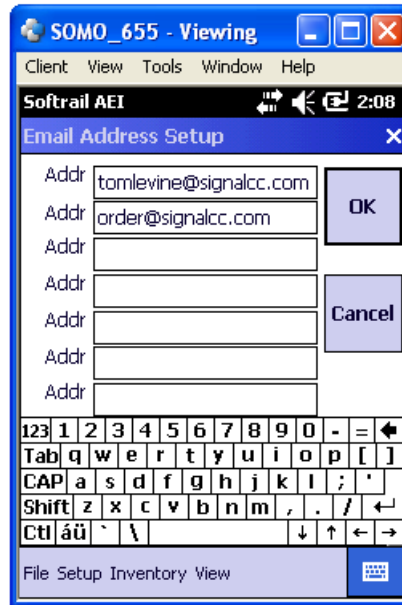 SOMO_655 - Viewing
Client View Tools Window Help
Softrail AEI 2:08
Email Address Setup
Addr tomlevine@signalcc.com
OK
Addr order@signalcc.com
Addr
Addr
Cancel
Addr
Addr
Addr
123 1 2 3 4 5 6 7 8 9 0 - =
Tab q w e r t y u i o p [ ]
CAP a s d f g h j k l ; '
Shift z x c v b n m , . /
Ctl áü ` \
File Setup Inventory View